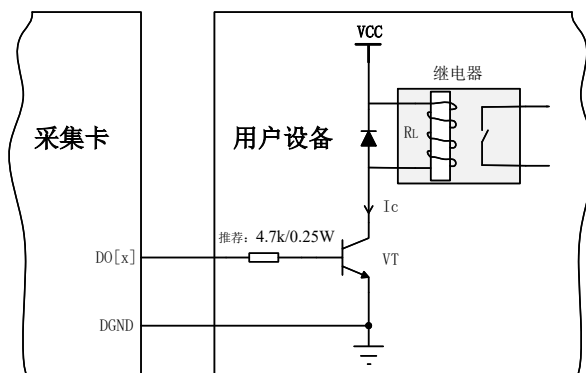 VCC
继电器
采集卡
用户设备
RL
Ic
推荐：4.7k/0.25W
DO[x]
VT
DGND